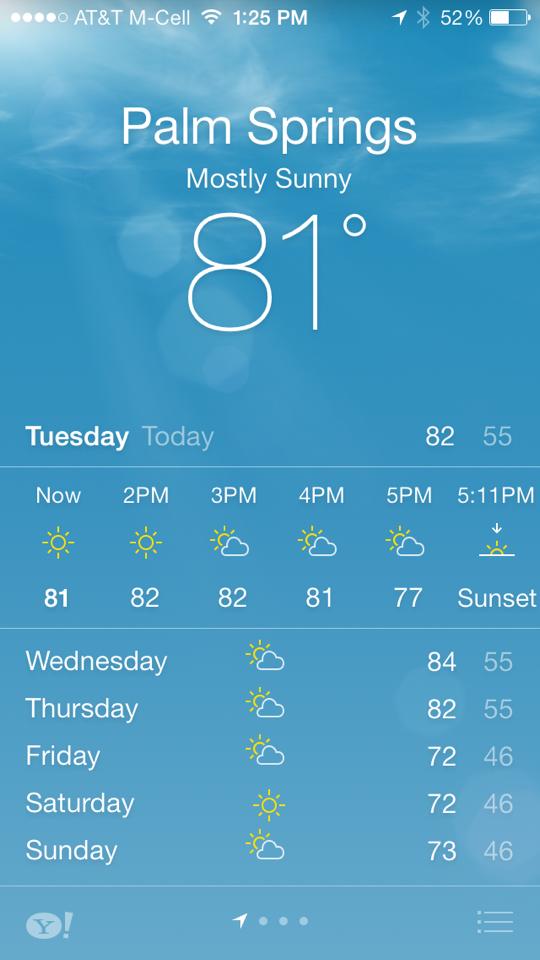 AT&T M-Cell 1:25 PM 52%
Palm Springs
Mostly Sunny
81°
Tuesday Today 82 55
Now 2PM 3PM 4PM 5PM 5:11PM
81 82 82 81 77 Sunset
Wednesday 84 55
Thursday 82 55
Friday 72 46
Saturday 72 46
Sunday 73 46
Y!